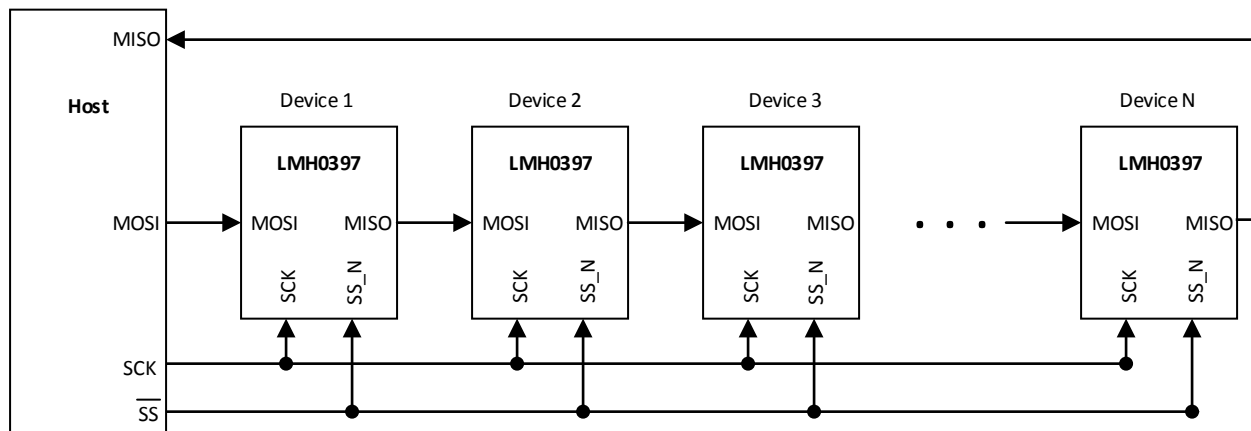 MISO
Host
Device 1
Device 2
Device 3
Device N
LMH0397
LMH0397
LMH0397
LMH0397
MOSI
MOSI MISO
MOSI MISO
MOSI MISO
. . .
MOSI MISO
SCK
SS_N
SCK
SS_N
SCK
SS_N
SCK
SS_N
SCK
S̅S̅